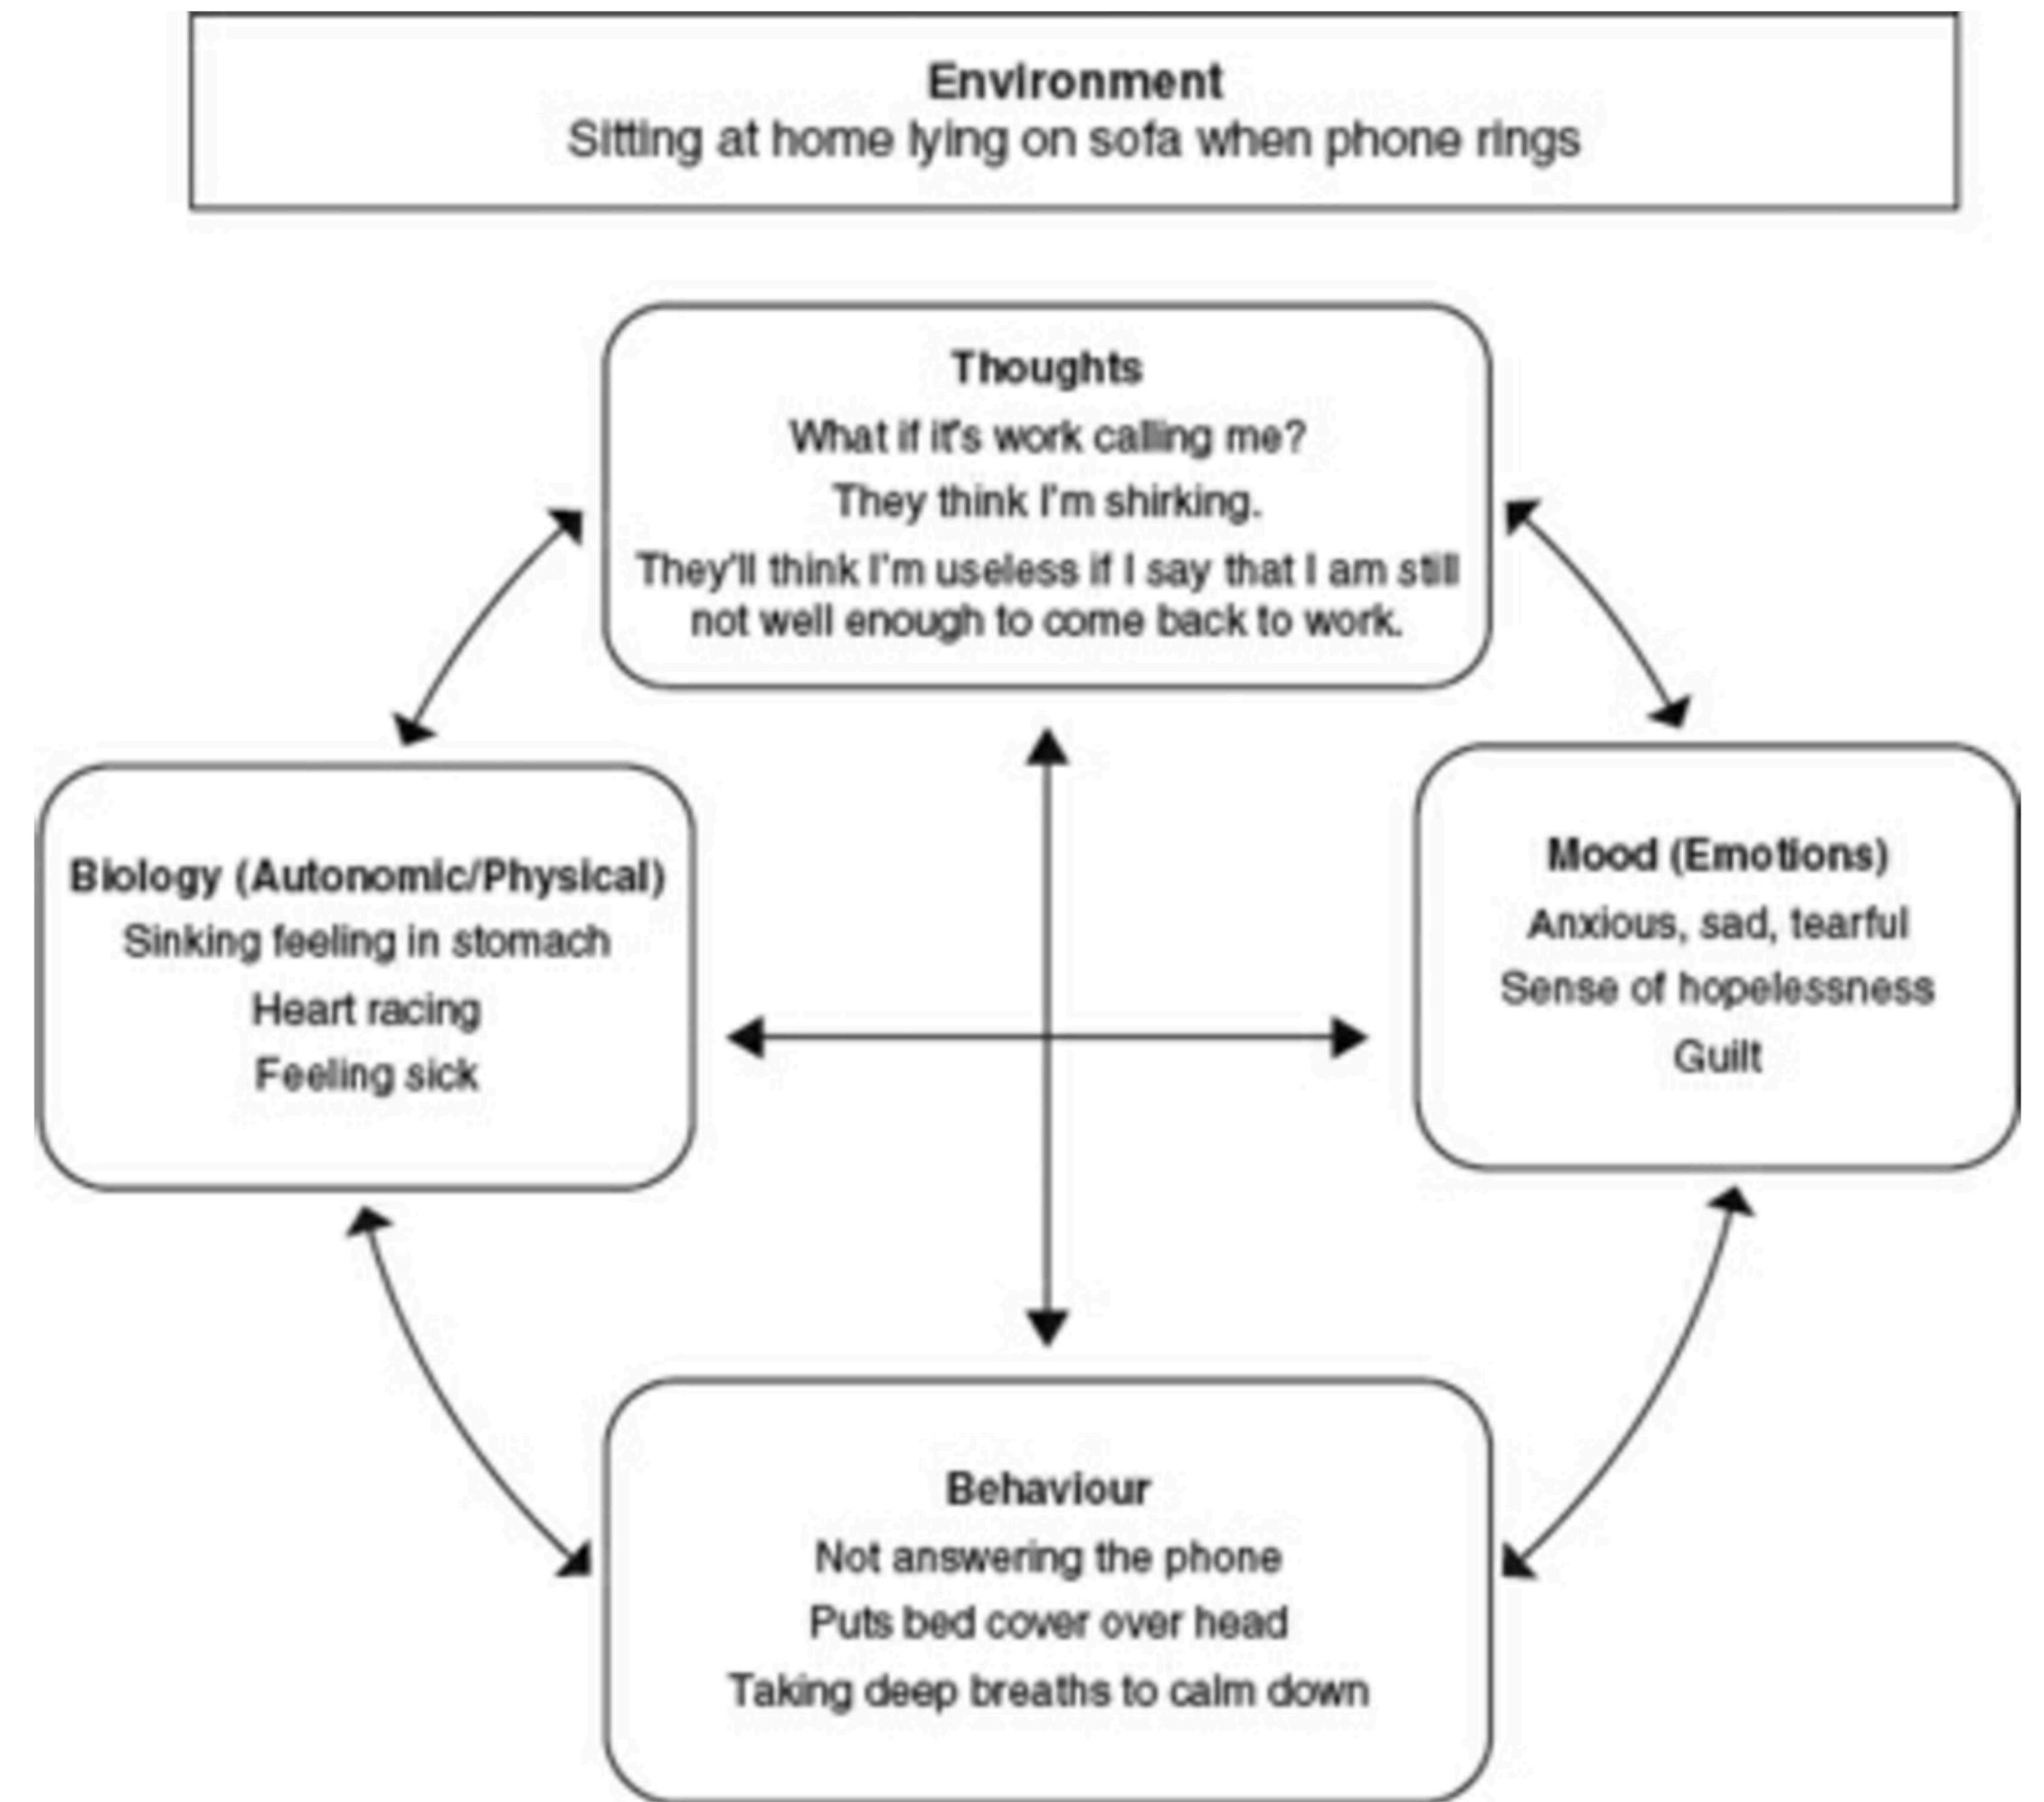 Environment
Sitting at home lying on sofa when phone rings
Thoughts
What if it's work calling me?
They think I'm shirking.
They'll think I'm useless if I say that I am still
not well enough to come back to work.
Biology (Autonomic/Physical)
Sinking feeling in stomach
Heart racing
Feeling sick
Mood (Emotions)
Anxious, sad, tearful
Sense of hopelessness
Guilt
Behaviour
Not answering the phone
Puts bed cover over head
Taking deep breaths to calm down